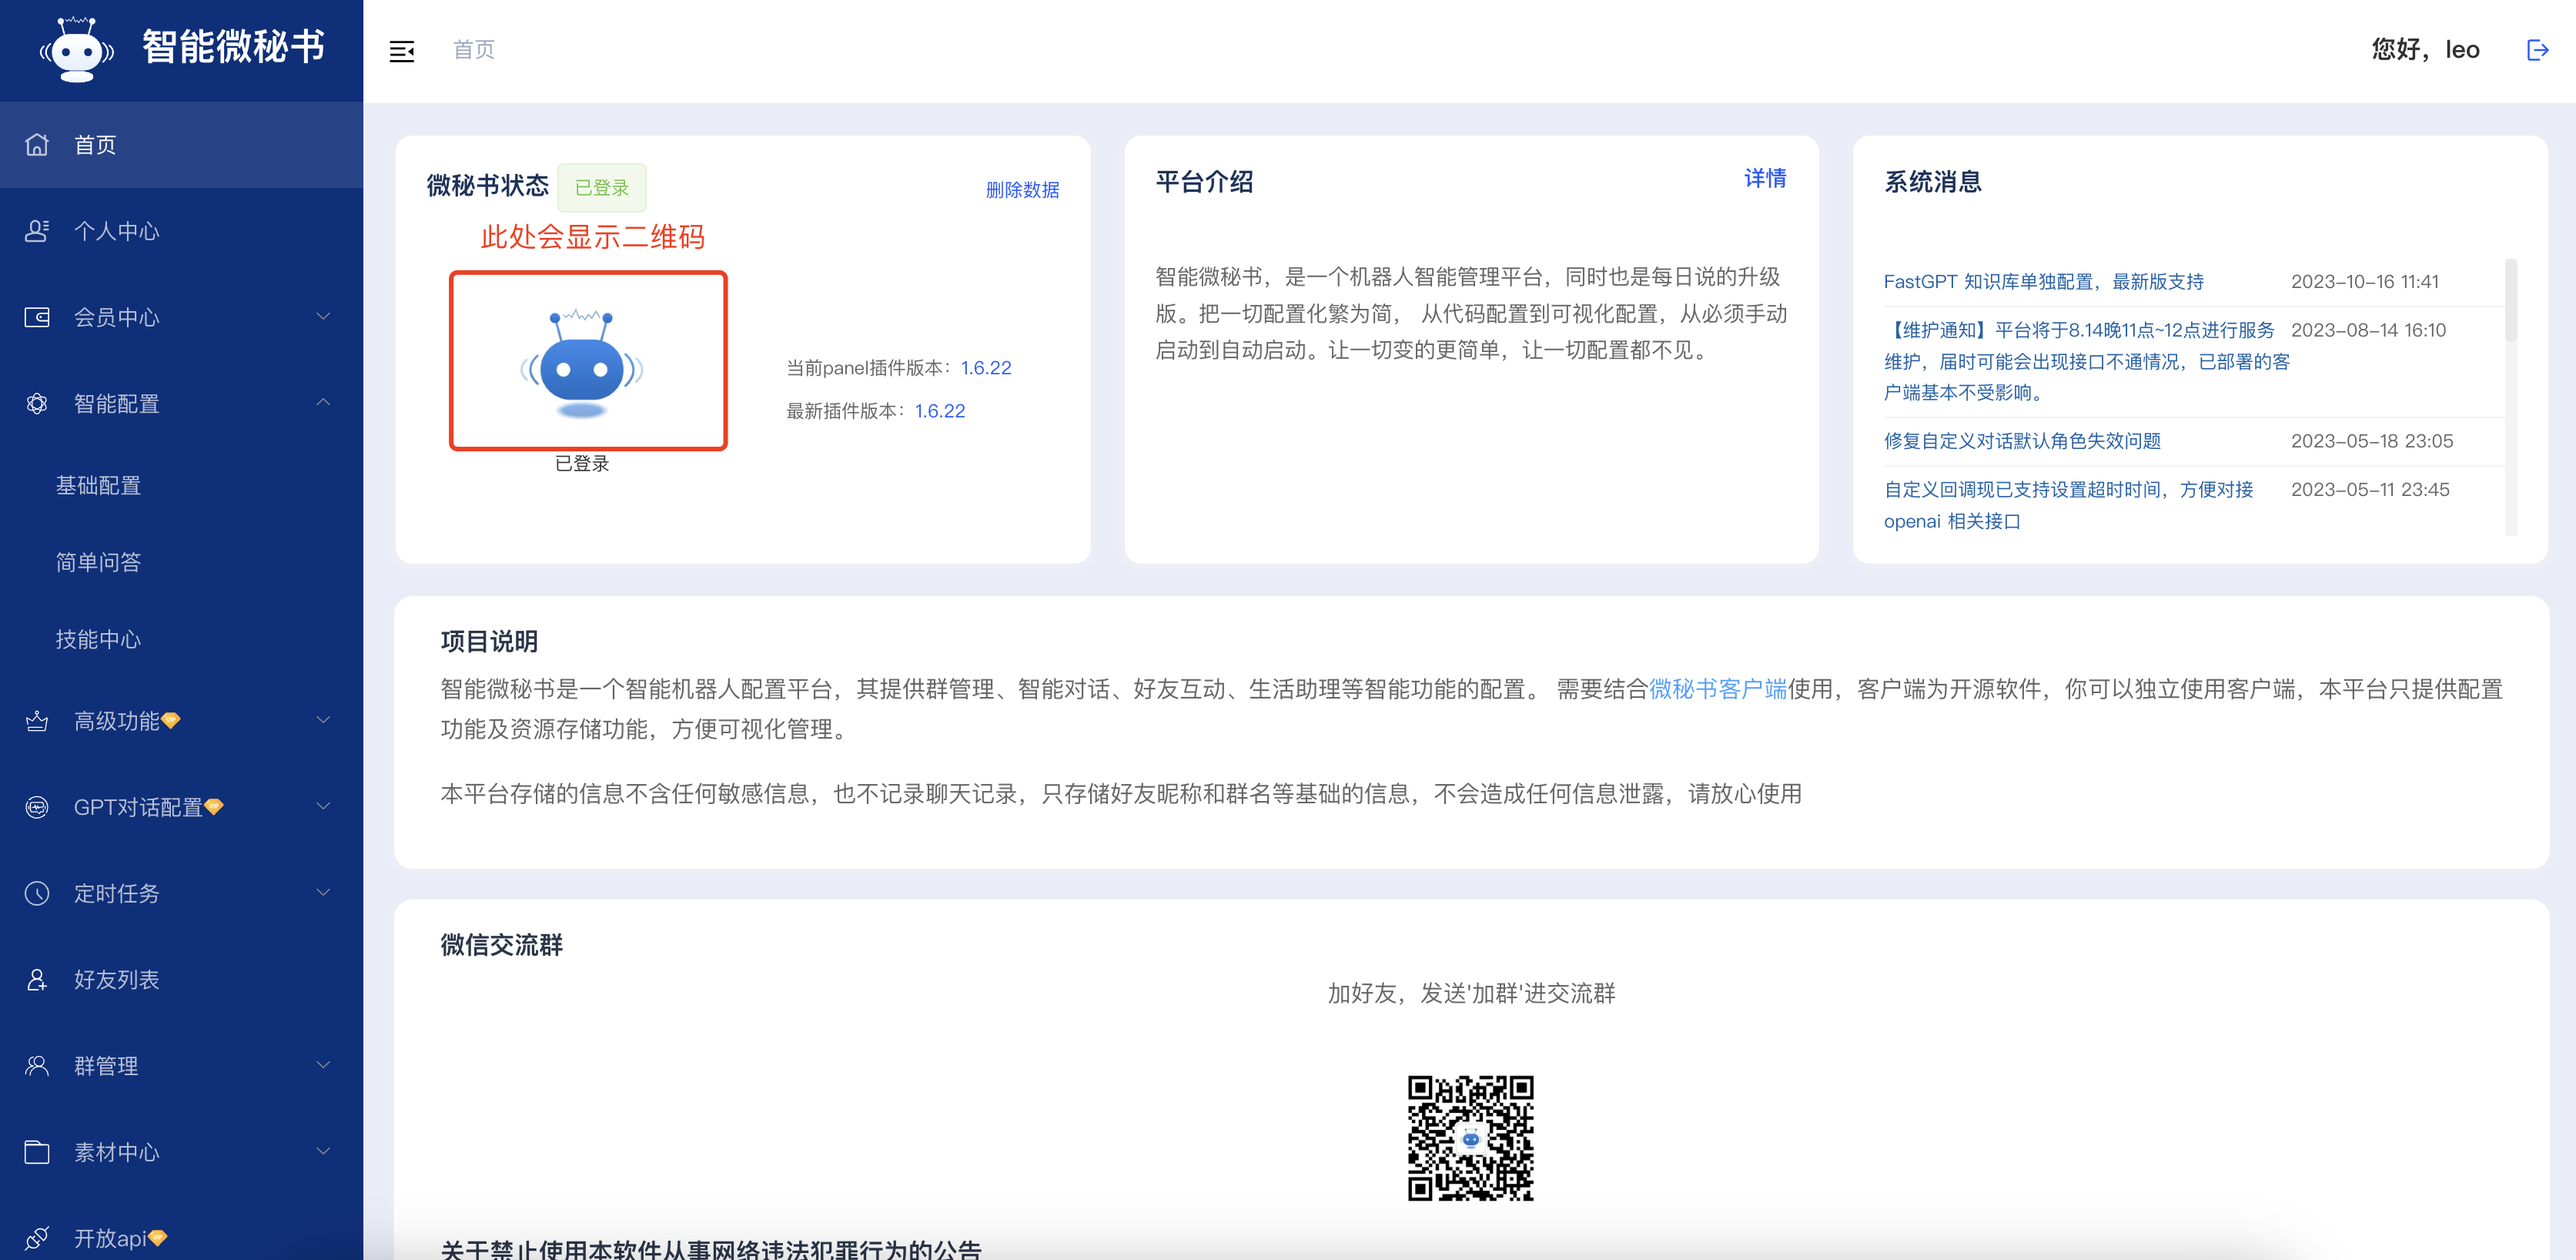 智能微秘书
首页
个人中心
会员中心
智能配置
基础配置
简单问答
技能中心
高级功能
GPT对话配置
定时任务
好友列表
群管理
素材中心
开放api
首页
您好，leo
微秘书状态 已登录 删除数据
此处会显示二维码
已登录
当前panel插件版本：1.6.22
最新插件版本：1.6.22
平台介绍 详情
智能微秘书，是一个机器人智能管理平台，同时也是每日说的升级
版。把一切配置化繁为简， 从代码配置到可视化配置，从必须手动
启动到自动启动。让一切变的更简单，让一切配置都不见。
系统消息
FastGPT 知识库单独配置，最新版支持 2023-10-16 11:41
【维护通知】平台将于8.14晚11点~12点进行服务 2023-08-14 16:10
维护，届时可能会出现接口不通情况，已部署的客
户端基本不受影响。
修复自定义对话默认角色失效问题 2023-05-18 23:05
自定义回调现已支持设置超时时间，方便对接 2023-05-11 23:45
openai 相关接口
项目说明
智能微秘书是一个智能机器人配置平台，其提供群管理、智能对话、好友互动、生活助理等智能功能的配置。 需要结合微秘书客户端使用，客户端为开源软件，你可以独立使用客户端，本平台只提供配置
功能及资源存储功能，方便可视化管理。
本平台存储的信息不含任何敏感信息，也不记录聊天记录，只存储好友昵称和群名等基础的信息，不会造成任何信息泄露，请放心使用
微信交流群
加好友，发送'加群'进交流群
关于禁止使用本软件从事网络违法犯罪行为的公告